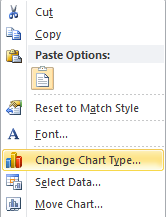 Cut
Copy
Paste Options:
Reset to Match Style
Font...
Change Chart Type...
Select Data...
Move Chart...